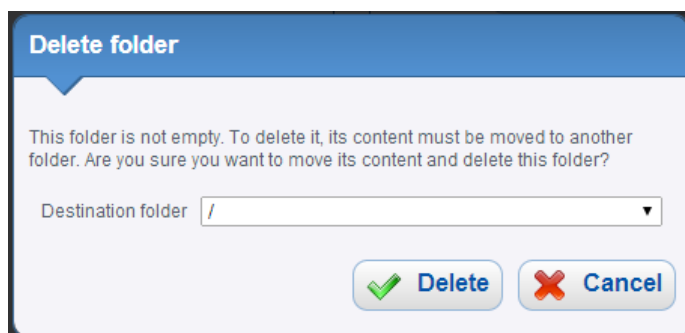 Delete folder
This folder is not empty. To delete it, its content must be moved to another
folder. Are you sure you want to move its content and delete this folder?
Destination folder /
Delete Cancel